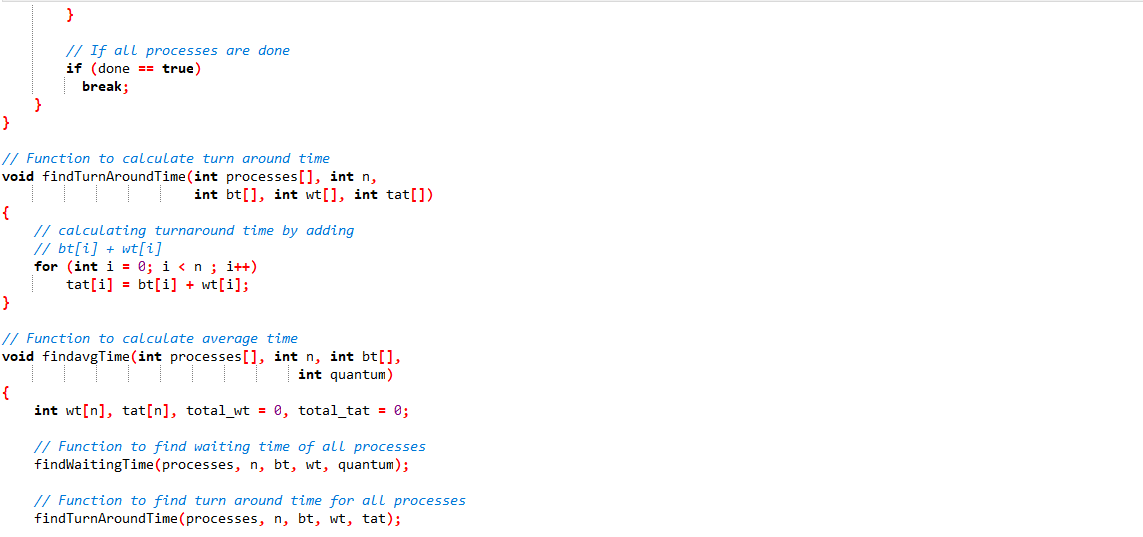 }
// If all processes are done
if (done == true)
break;
}
}
// Function to calculate turn around time
void findTurnAroundTime(int processes[], int n,
int bt[], int wt[], int tat[])
{
// calculating turnaround time by adding
// bt[i] + wt[i]
for (int i = 0; i < n ; i++)
tat[i] = bt[i] + wt[i];
}
// Function to calculate average time
void findavgTime(int processes[], int n, int bt[],
int quantum)
{
int wt[n], tat[n], total_wt = 0, total_tat = 0;
// Function to find waiting time of all processes
findWaitingTime(processes, n, bt, wt, quantum);
// Function to find turn around time for all processes
findTurnAroundTime(processes, n, bt, wt, tat);